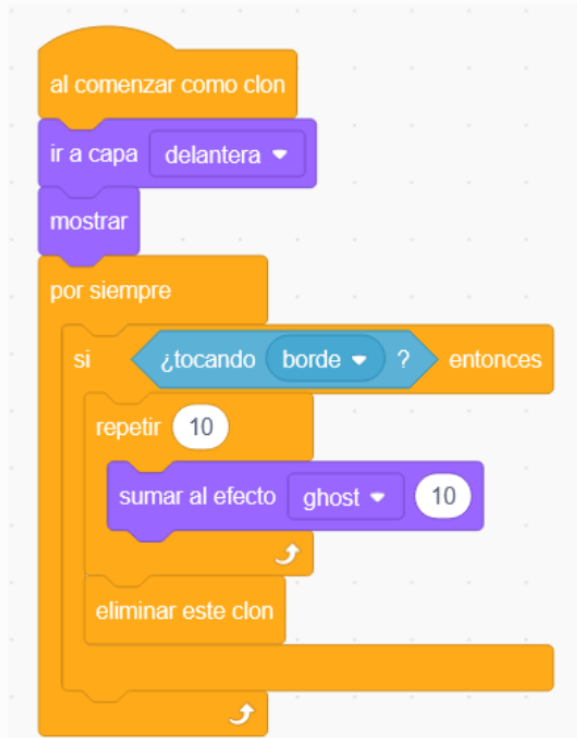 al comenzar como clon
ir a capa delantera
mostrar
por siempre
si ¿tocando borde ? entonces
repetir 10
sumar al efecto ghost 10
eliminar este clon